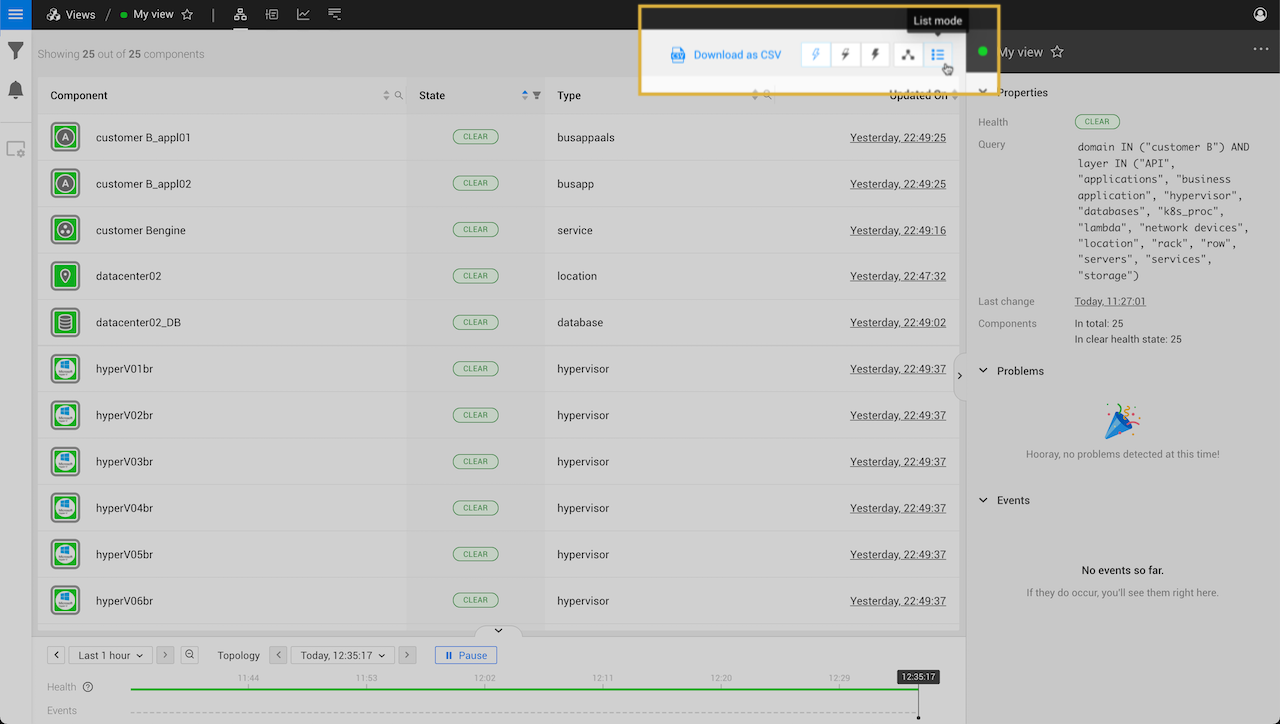 Views / My view
List mode
Showing 25 out of 25 components
CSV Download as CSV
My view
Component State Type Updated On
customer B_appl01 CLEAR busappaals Yesterday, 22:49:25
customer B_appl02 CLEAR busapp Yesterday, 22:49:25
customer Bengine CLEAR service Yesterday, 22:49:16
datacenter02 CLEAR location Yesterday, 22:47:32
datacenter02_DB CLEAR database Yesterday, 22:49:02
hyperV01br CLEAR hypervisor Yesterday, 22:49:37
hyperV02br CLEAR hypervisor Yesterday, 22:49:37
hyperV03br CLEAR hypervisor Yesterday, 22:49:37
hyperV04br CLEAR hypervisor Yesterday, 22:49:37
hyperV05br CLEAR hypervisor Yesterday, 22:49:37
hyperV06br CLEAR hypervisor Yesterday, 22:49:37
Properties
Health CLEAR
Query domain IN ("customer B") AND
layer IN ("API",
"applications", "business
application", "hypervisor",
"databases", "k8s_proc",
"lambda", "network devices",
"location", "rack", "row",
"servers", "services",
"storage")
Last change Today, 11:27:01
Components In total: 25
In clear health state: 25
Problems
Hooray, no problems detected at this time!
Events
No events so far.
If they do occur, you'll see them right here.
Last 1 hour Topology Today, 12:35:17 Pause
11:44 11:53 12:02 12:11 12:20 12:29 12:35:17
Health
Events